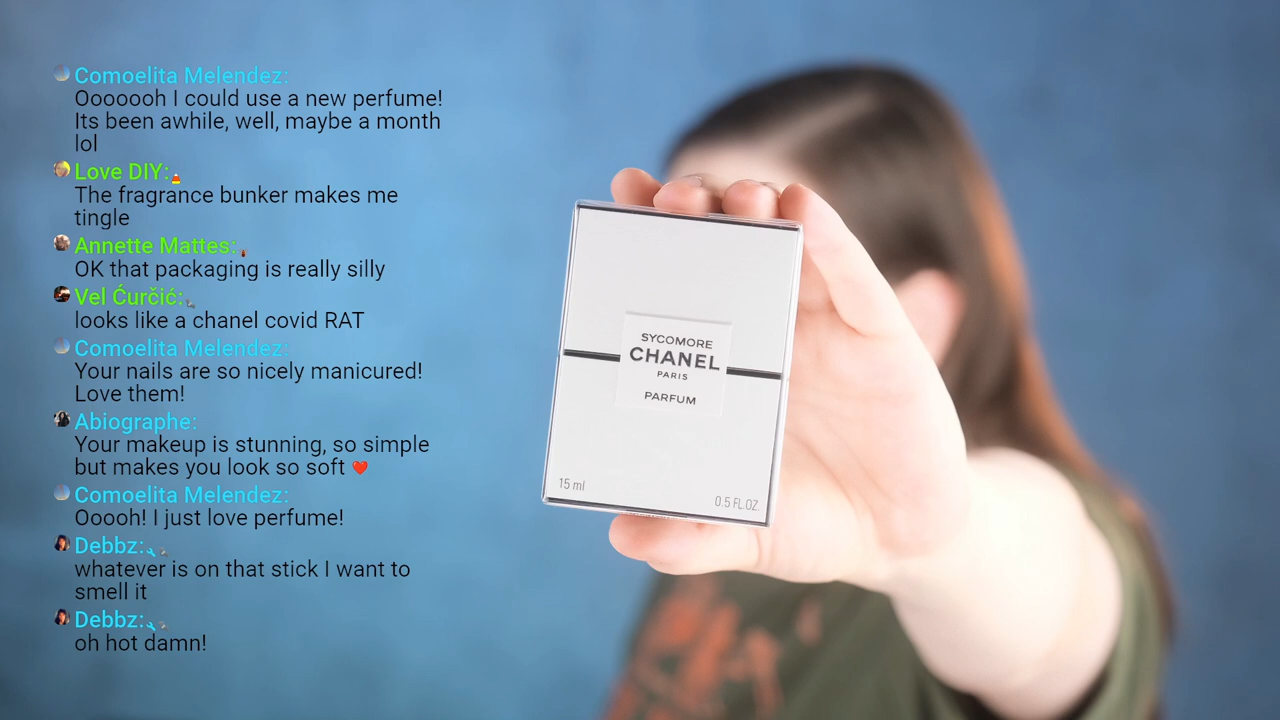 Comoelita Melendez:
Ooooooh I could use a new perfume!
Its been awhile, well, maybe a month
lol
Love DIY:
The fragrance bunker makes me
tingle
Annette Mattes:
OK that packaging is really silly
Vel Ćurčić:
looks like a chanel covid RAT
Comoelita Melendez:
Your nails are so nicely manicured!
Love them!
Abiographe:
Your makeup is stunning, so simple
but makes you look so soft ❤️
Comoelita Melendez:
Ooooh! I just love perfume!
Debbz:
whatever is on that stick I want to
smell it
Debbz:
oh hot damn!
SYCOMORE
CHANEL
PARIS
PARFUM
15 ml
0.5 FL.OZ.